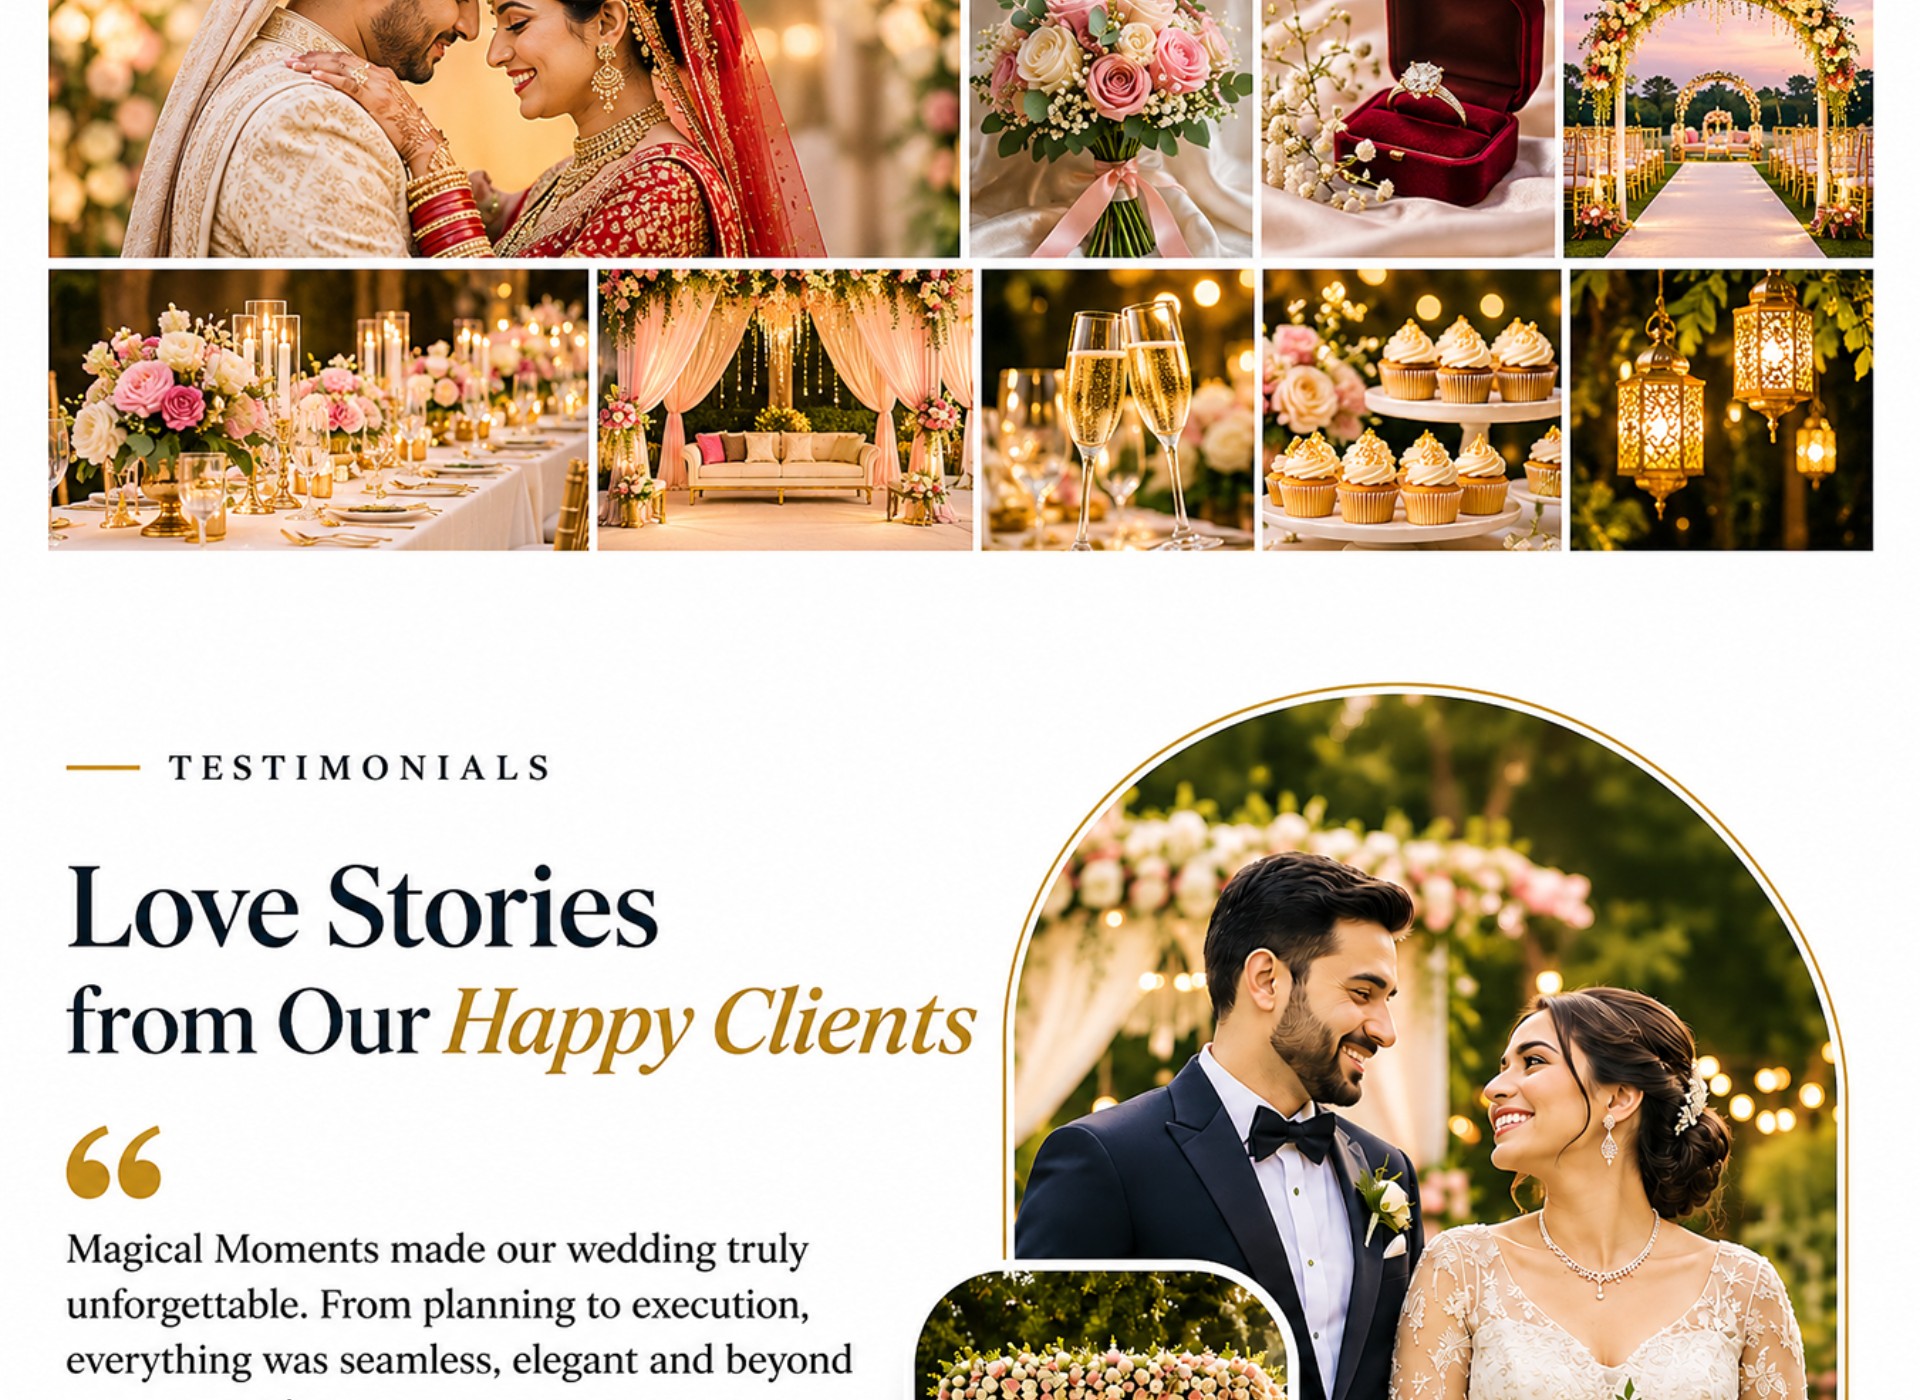 TESTIMONIALS
Love Stories
from Our Happy Clients
“
Magical Moments made our wedding truly
unforgettable. From planning to execution,
everything was seamless, elegant and beyond